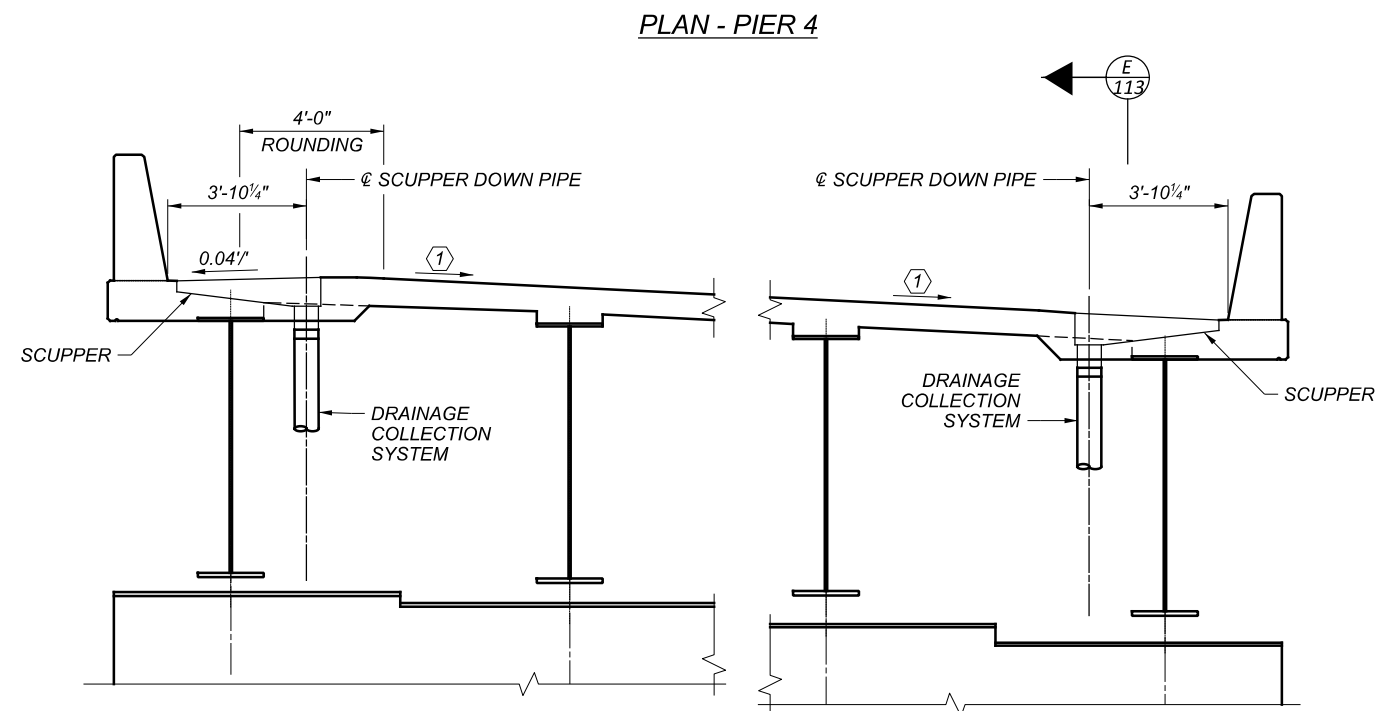 PLAN - PIER 4
E
113
4'-0"
ROUNDING
3'-10¼"
℄ SCUPPER DOWN PIPE
℄ SCUPPER DOWN PIPE
3'-10¼"
0.04'/'
1
1
SCUPPER
DRAINAGE
COLLECTION
SYSTEM
DRAINAGE
COLLECTION
SYSTEM
SCUPPER